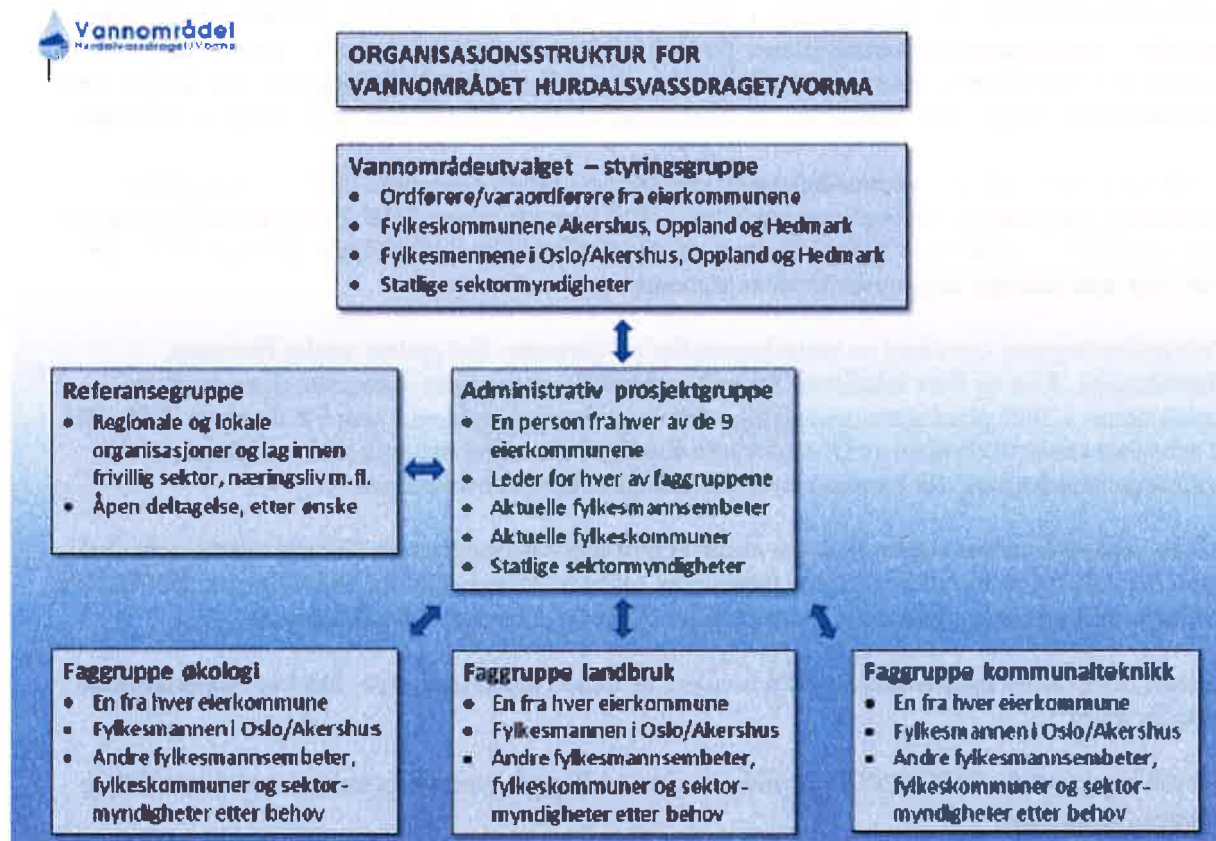 Vannområdet
Hurdalsvassdraget/Vorma
ORGANISASJONSSTRUKTUR FOR
VANNOMRÅDET HURDALSVASSDRAGET/VORMA
Vannområdeutvalget – styringsgruppe
• Ordførere/varaordførere fra eierkommunene
• Fylkeskommunene Akershus, Oppland og Hedmark
• Fylkesmennene i Oslo/Akershus, Oppland og Hedmark
• Statlige sektormyndigheter
Referansegruppe
• Regionale og lokale
organisasjoner og lag innen
frivillig sektor, næringsliv m.fl.
• Åpen deltagelse, etter ønske
Administrativ prosjektgruppe
• En person fra hver av de 9
eierkommunene
• Leder for hver av faggruppene
• Aktuelle fylkesmannsembeter
• Aktuelle fylkeskommuner
• Statlige sektormyndigheter
Faggruppe økologi
• En fra hver eierkommune
• Fylkesmannen i Oslo/Akershus
• Andre fylkesmannsembeter,
fylkeskommuner og sektor-
myndigheter etter behov
Faggruppe landbruk
• En fra hver eierkommune
• Fylkesmannen i Oslo/Akershus
• Andre fylkesmannsembeter,
fylkeskommuner og sektor-
myndigheter etter behov
Faggruppe kommunalteknikk
• En fra hver eierkommune
• Fylkesmannen i Oslo/Akershus
• Andre fylkesmannsembeter,
fylkeskommuner og sektor-
myndigheter etter behov